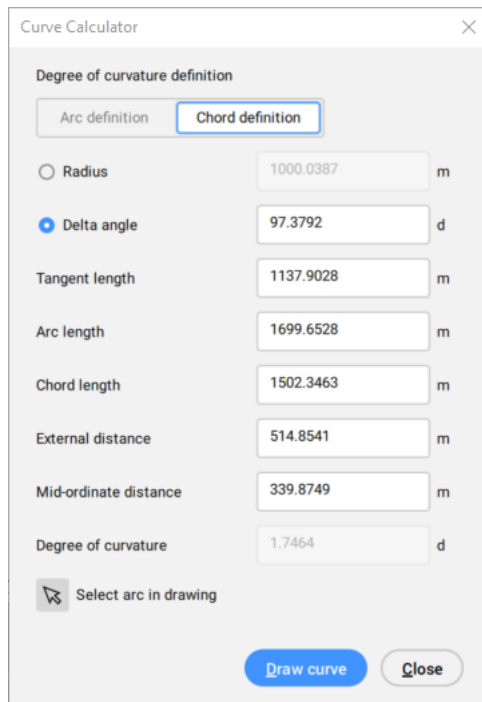 Curve Calculator
Degree of curvature definition
Arc definition Chord definition
Radius 1000.0387 m
Delta angle 97.3792 d
Tangent length 1137.9028 m
Arc length 1699.6528 m
Chord length 1502.3463 m
External distance 514.8541 m
Mid-ordinate distance 339.8749 m
Degree of curvature 1.7464 d
Select arc in drawing
Draw curve Close